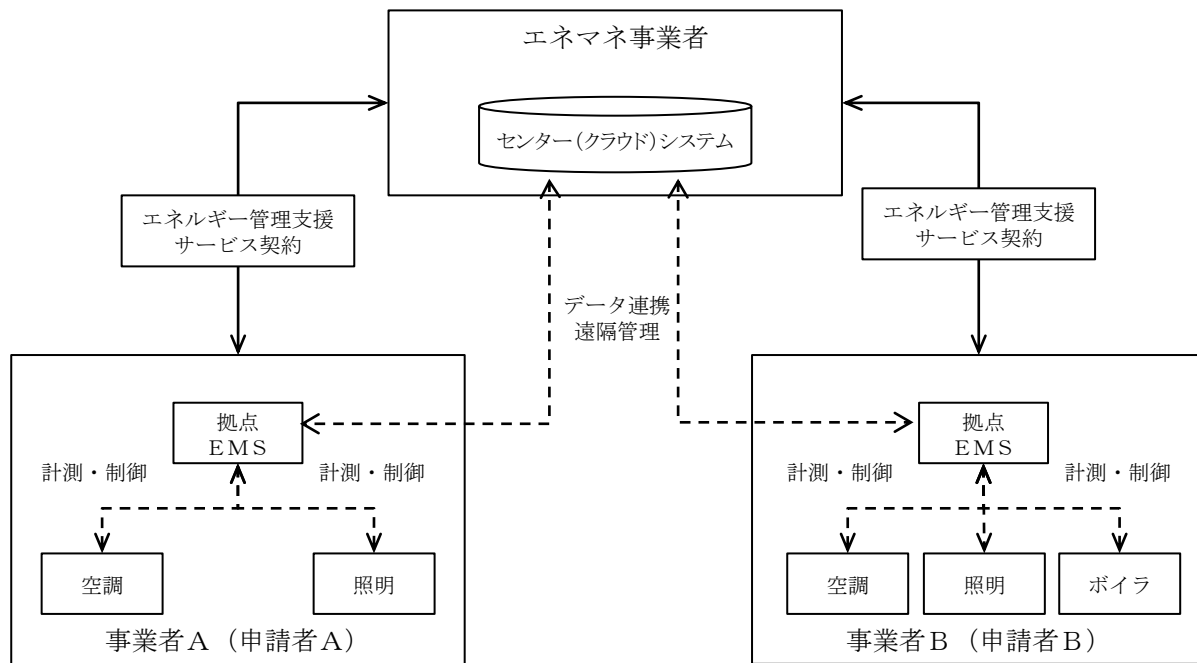 エネマネ事業者
センター(クラウド)システム
エネルギー管理支援
サービス契約
エネルギー管理支援
サービス契約
データ連携
遠隔管理
拠点
EMS
計測・制御
計測・制御
空調
照明
事業者A(申請者A)
拠点
EMS
計測・制御
計測・制御
空調
照明
ボイラ
事業者B(申請者B)